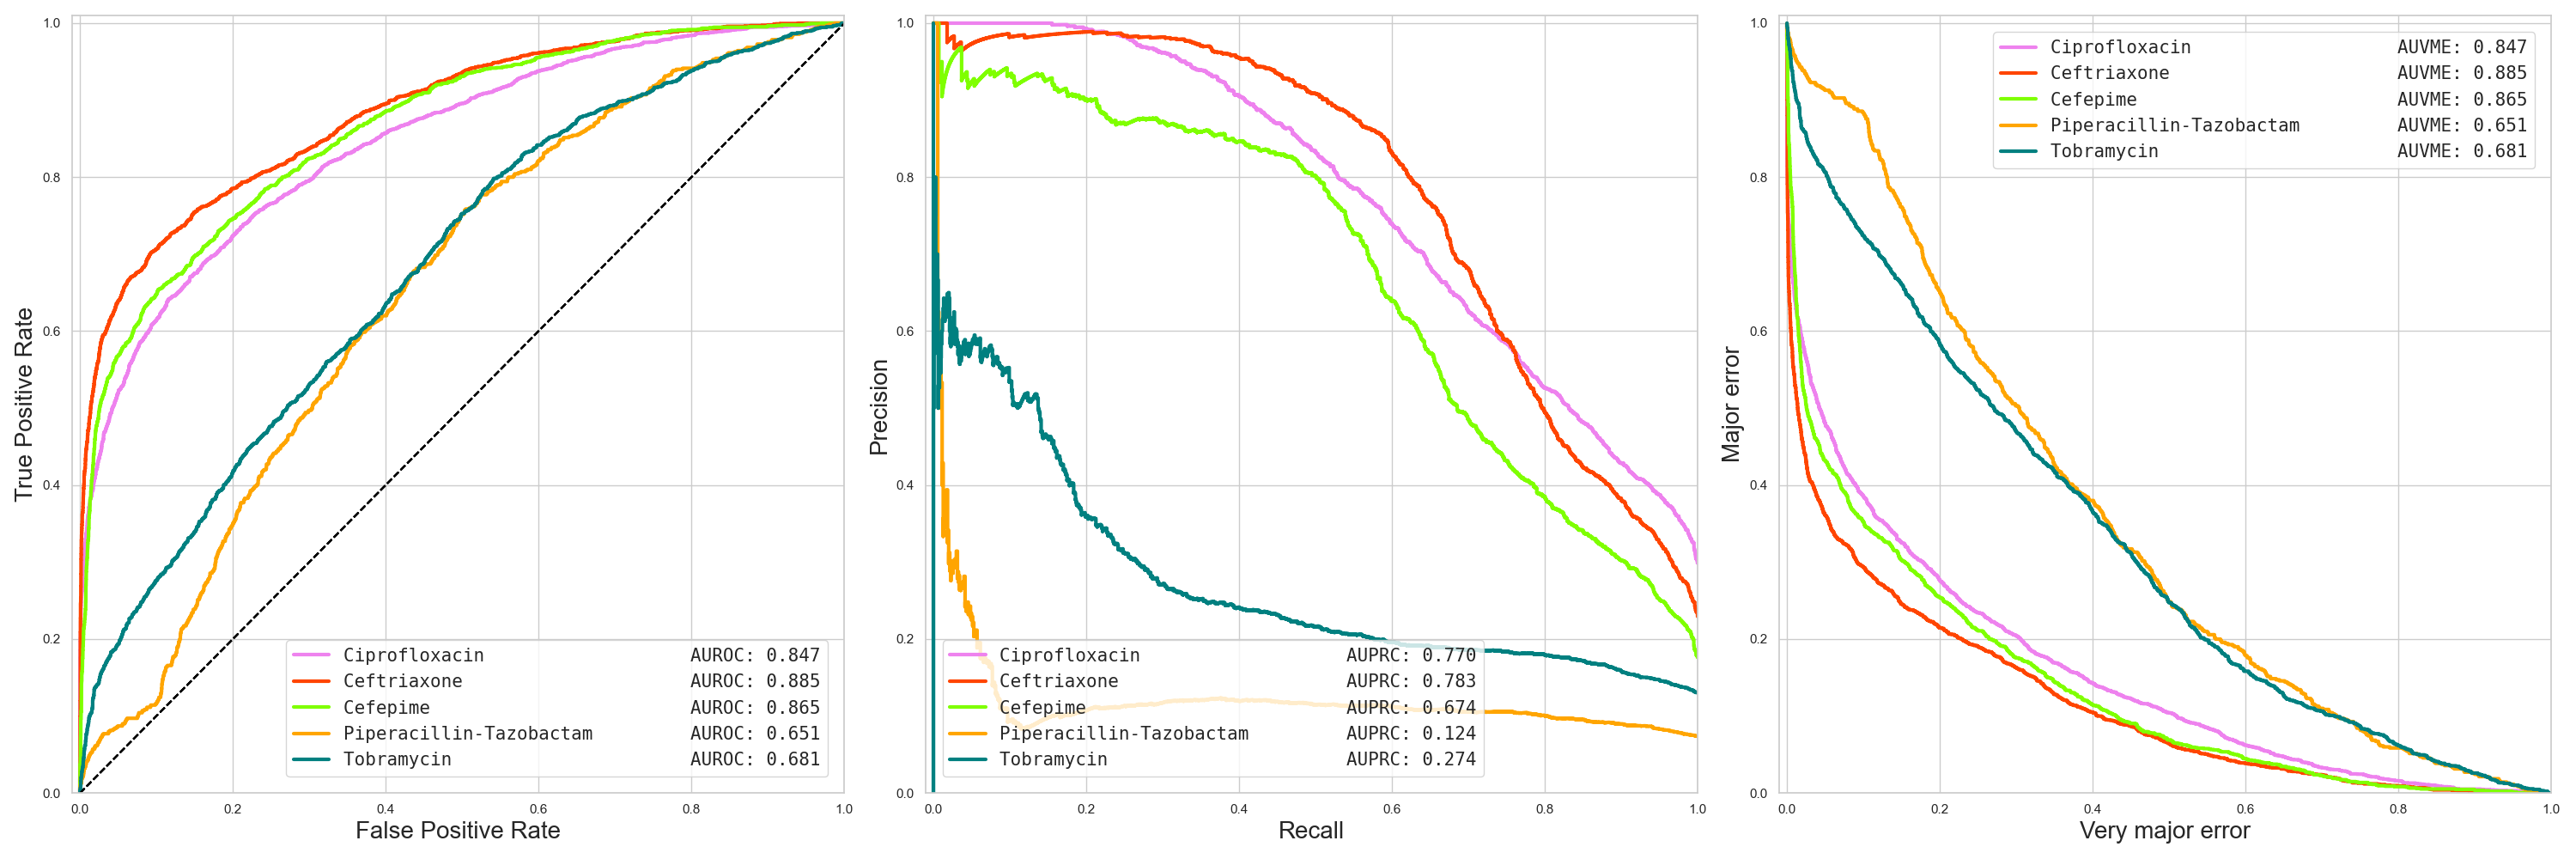 1.0
0.8
0.6
0.4
0.2
0.0
True Positive Rate
Ciprofloxacin AUROC: 0.847
Ceftriaxone AUROC: 0.885
Cefepime AUROC: 0.865
Piperacillin-Tazobactam AUROC: 0.651
Tobramycin AUROC: 0.681
0.0 0.2 0.4 0.6 0.8 1.0
False Positive Rate
1.0
0.8
0.6
0.4
0.2
0.0
Precision
Ciprofloxacin AUPRC: 0.770
Ceftriaxone AUPRC: 0.783
Cefepime AUPRC: 0.674
Piperacillin-Tazobactam AUPRC: 0.124
Tobramycin AUPRC: 0.274
0.0 0.2 0.4 0.6 0.8 1.0
Recall
1.0
0.8
0.6
0.4
0.2
0.0
Major error
Ciprofloxacin AUVME: 0.847
Ceftriaxone AUVME: 0.885
Cefepime AUVME: 0.865
Piperacillin-Tazobactam AUVME: 0.651
Tobramycin AUVME: 0.681
0.0 0.2 0.4 0.6 0.8 1.0
Very major error